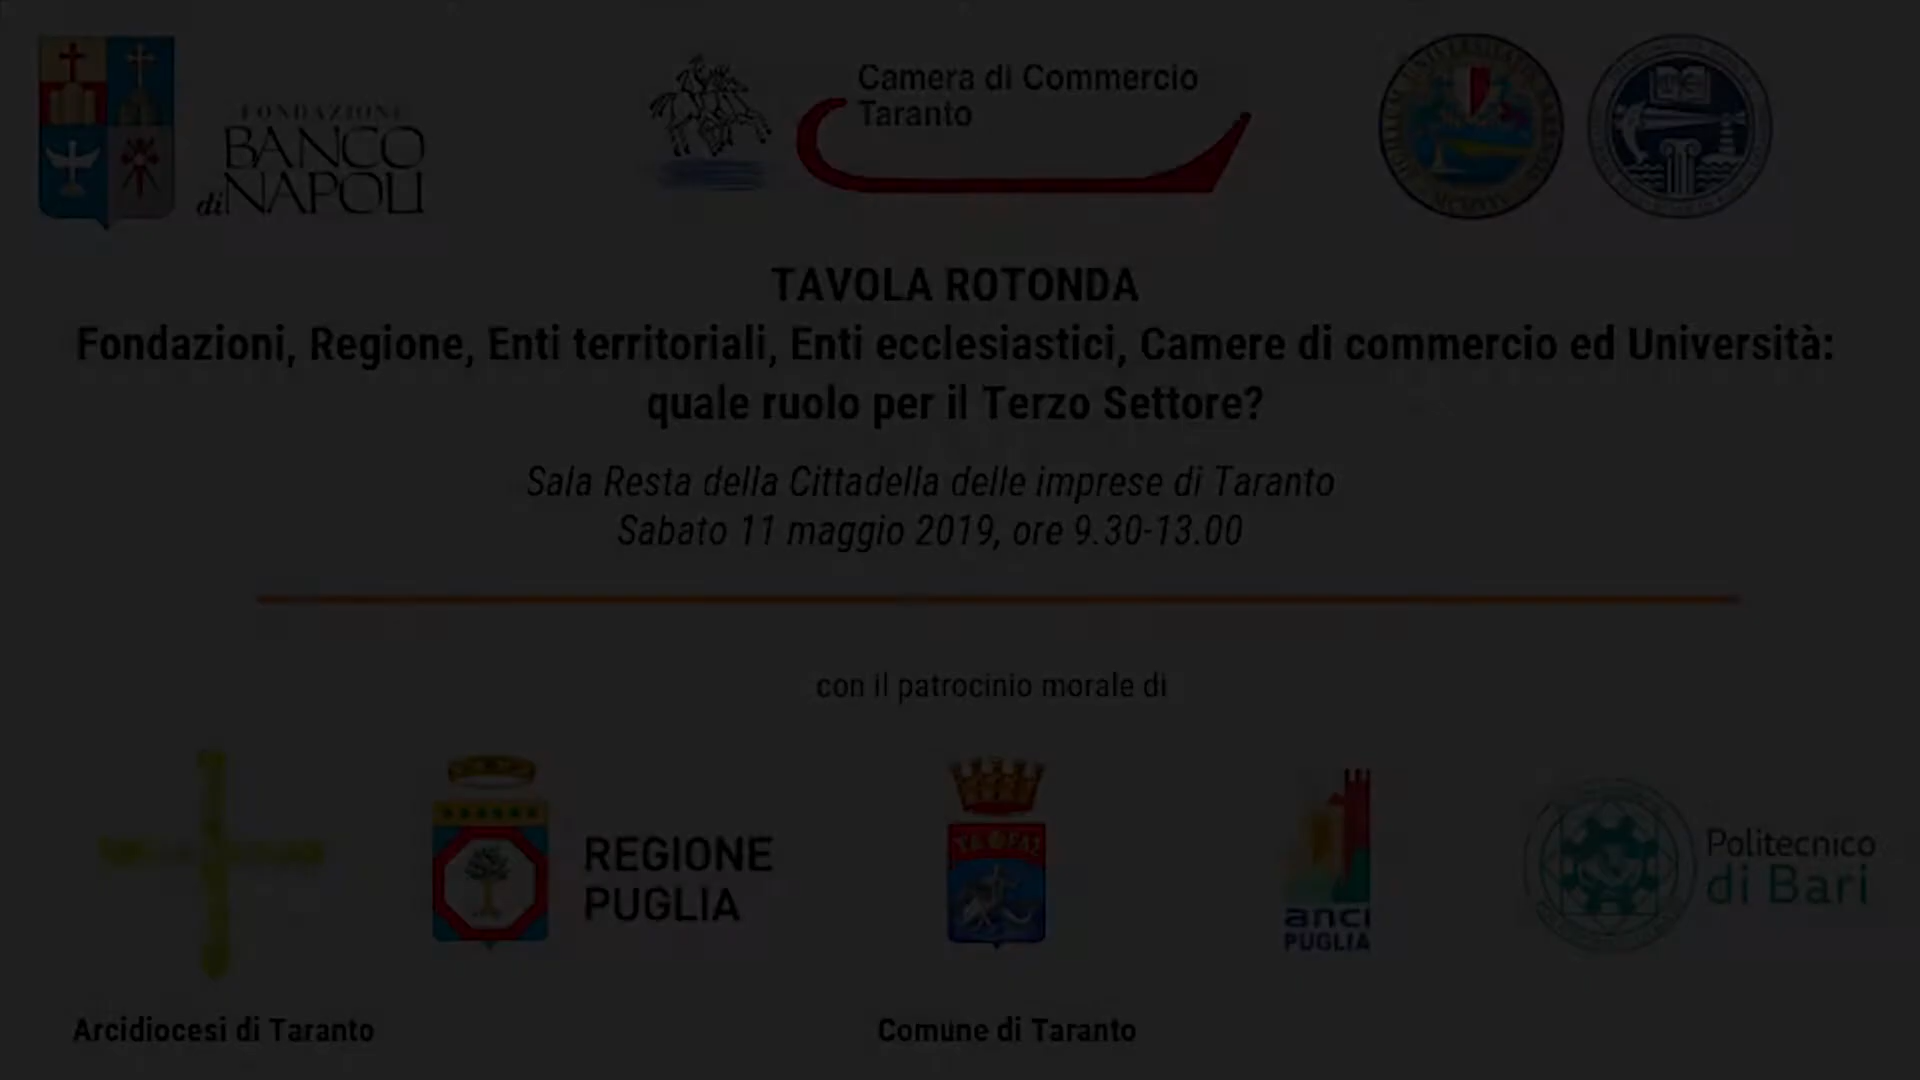 FONDAZIONE
BANCO
di NAPOLI
Camera di Commercio
Taranto
TAVOLA ROTONDA
Fondazioni, Regione, Enti territoriali, Enti ecclesiastici, Camere di commercio ed Università:
quale ruolo per il Terzo Settore?
Sala Resta della Cittadella delle imprese di Taranto
Sabato 11 maggio 2019, ore 9.30-13.00
con il patrocinio morale di
REGIONE
PUGLIA
anci
PUGLIA
Politecnico
di Bari
Arcidiocesi di Taranto
Comune di Taranto